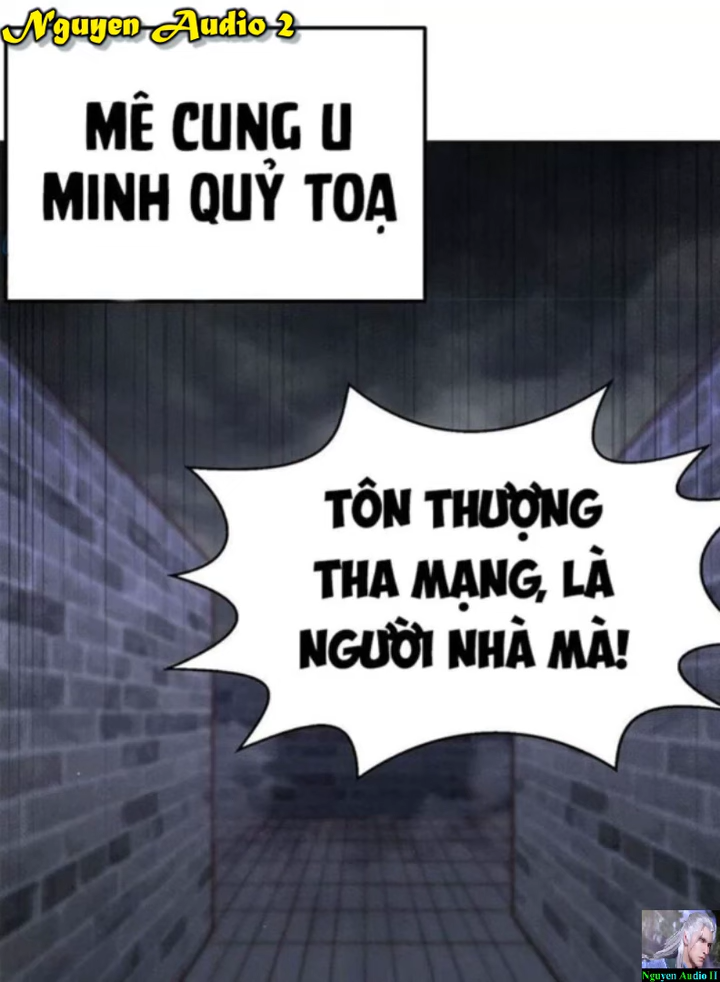 Nguyen Audio 2
MÊ CUNG U
MINH QUỶ TOẠ
TÔN THƯỢNG
THA MẠNG, LÀ
NGƯỜI NHÀ MÀ!
Nguyen Audio II